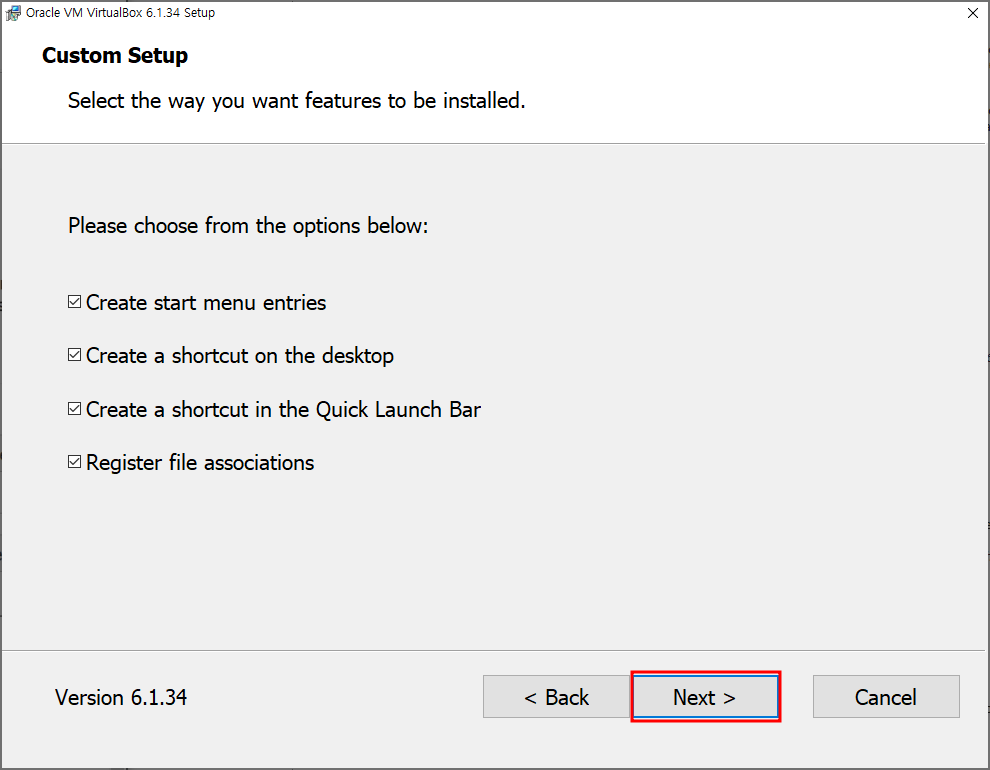 Oracle VM VirtualBox 6.1.34 Setup
Custom Setup
Select the way you want features to be installed.
Please choose from the options below:
Create start menu entries
Create a shortcut on the desktop
Create a shortcut in the Quick Launch Bar
Register file associations
Version 6.1.34
< Back
Next >
Cancel